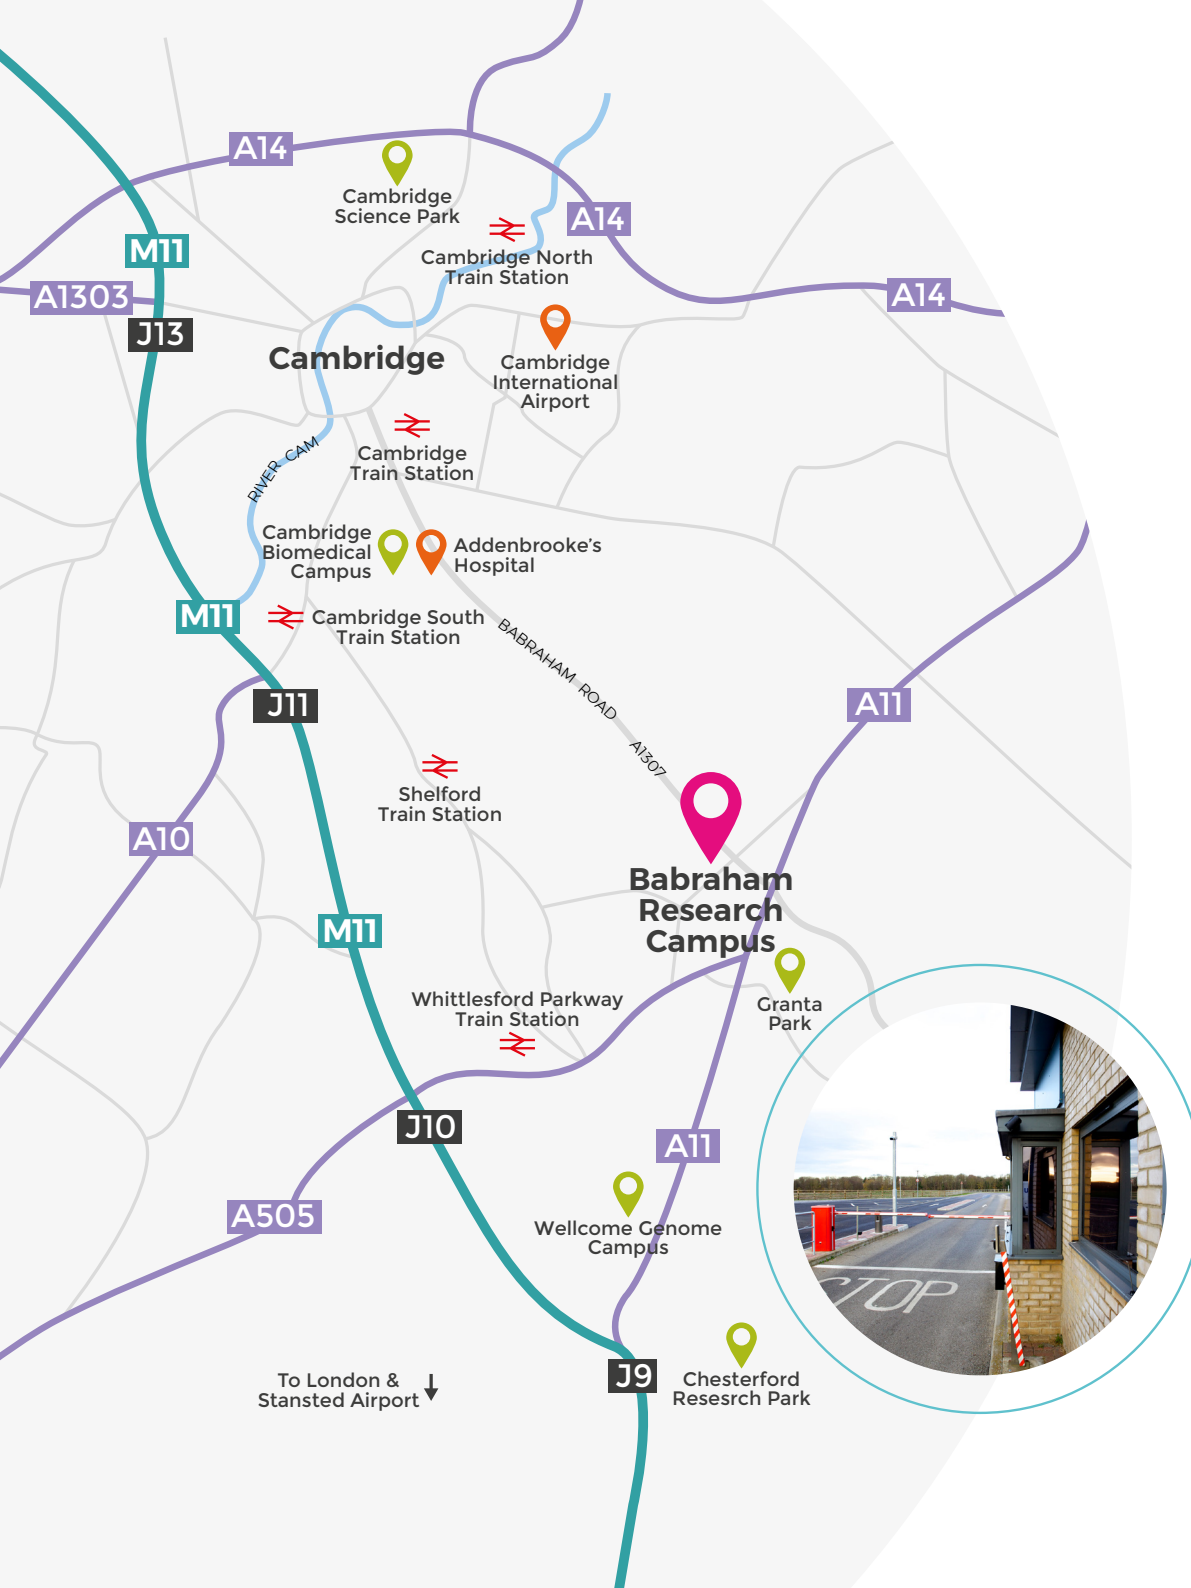 A14
Cambridge
Science Park
A14
M11
Cambridge North
Train Station
A1303
A14
J13
Cambridge
Cambridge
International
Airport
Cambridge
Train Station
RIVER CAM
Cambridge
Biomedical
Campus
Addenbrooke’s
Hospital
M11
Cambridge South
Train Station
BABRAHAM ROAD
A1307
J11
A11
Shelford
Train Station
A10
Babraham
Research
Campus
M11
Granta
Park
Whittlesford Parkway
Train Station
J10
A11
A505
Wellcome Genome
Campus
STOP
J9
To London &
Stansted Airport
Chesterford
Resesrch Park